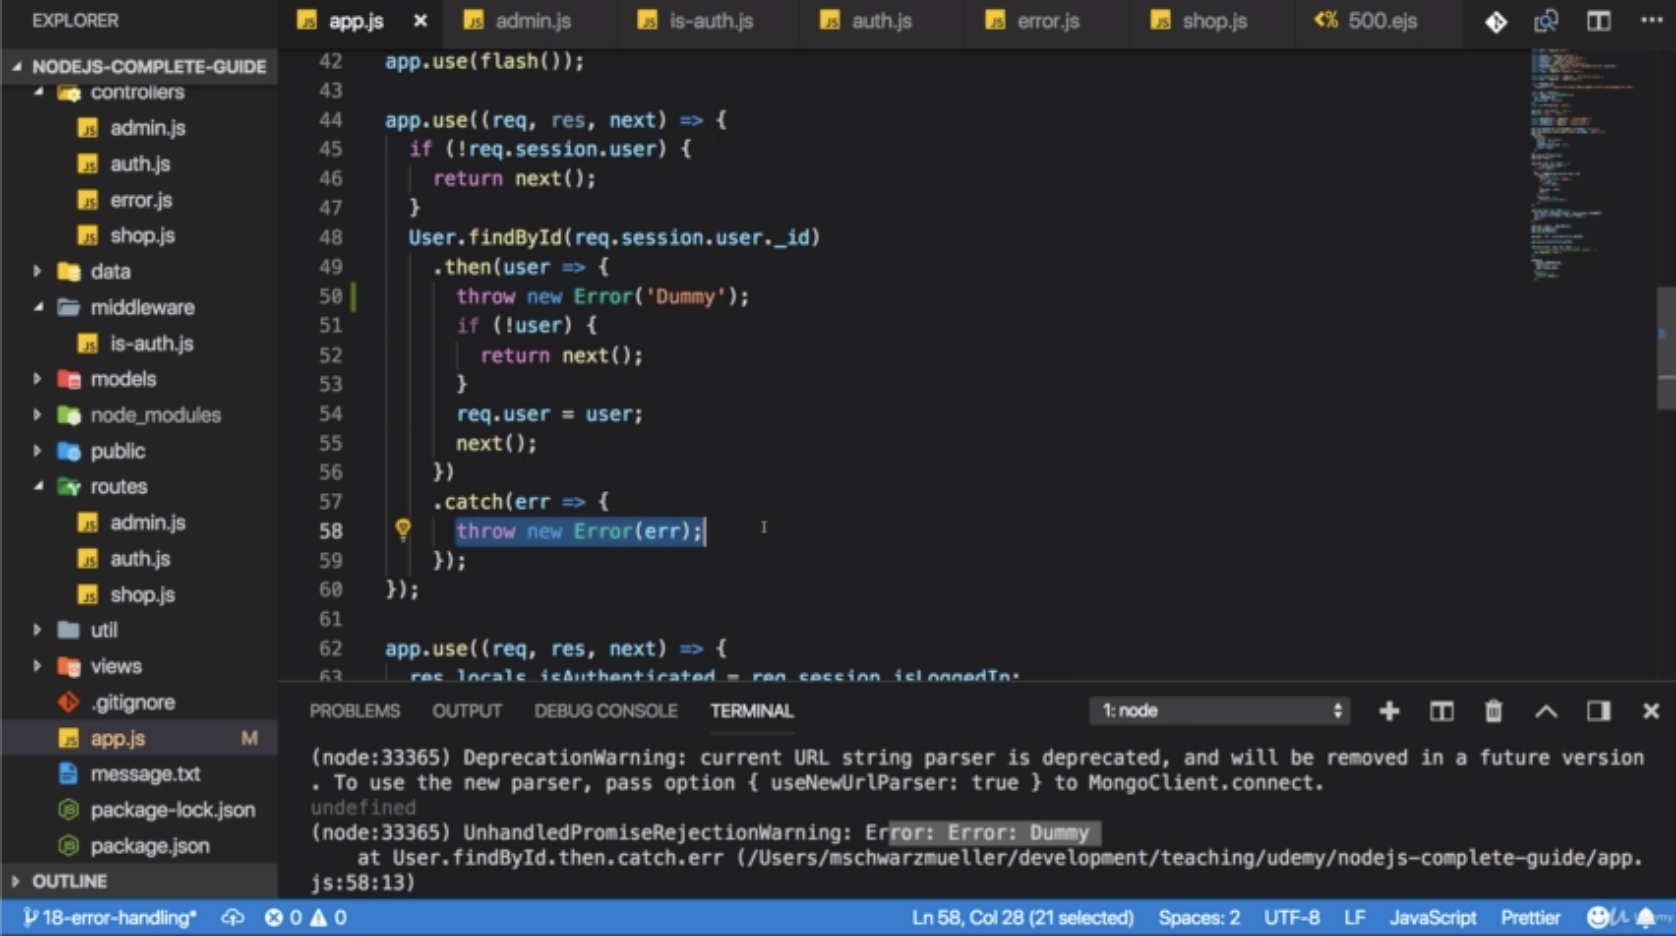 EXPLORER
NODEJS-COMPLETE-GUIDE
controllers
admin.js
auth.js
error.js
shop.js
data
middleware
is-auth.js
models
node_modules
public
routes
admin.js
auth.js
shop.js
util
views
.gitignore
app.js M
message.txt
package-lock.json
package.json
OUTLINE
app.js admin.js is-auth.js auth.js error.js shop.js <% 500.ejs
42 app.use(flash());
43
44 app.use((req, res, next) => {
45 if (!req.session.user) {
46 return next();
47 }
48 User.findById(req.session.user._id)
49 .then(user => {
50 throw new Error('Dummy');
51 if (!user) {
52 return next();
53 }
54 req.user = user;
55 next();
56 })
57 .catch(err => {
58 throw new Error(err);
59 });
60 });
61
62 app.use((req, res, next) => {
63 res.locals.isAuthenticated = req.session.isLoggedIn;
PROBLEMS OUTPUT DEBUG CONSOLE TERMINAL 1: node
(node:33365) DeprecationWarning: current URL string parser is deprecated, and will be removed in a future version
. To use the new parser, pass option { useNewUrlParser: true } to MongoClient.connect.
undefined
(node:33365) UnhandledPromiseRejectionWarning: Error: Error: Dummy
at User.findById.then.catch.err (/Users/mschwarzmueller/development/teaching/udemy/nodejs-complete-guide/app.
js:58:13)
18-error-handling* 0 0 Ln 58, Col 28 (21 selected) Spaces: 2 UTF-8 LF JavaScript Prettier